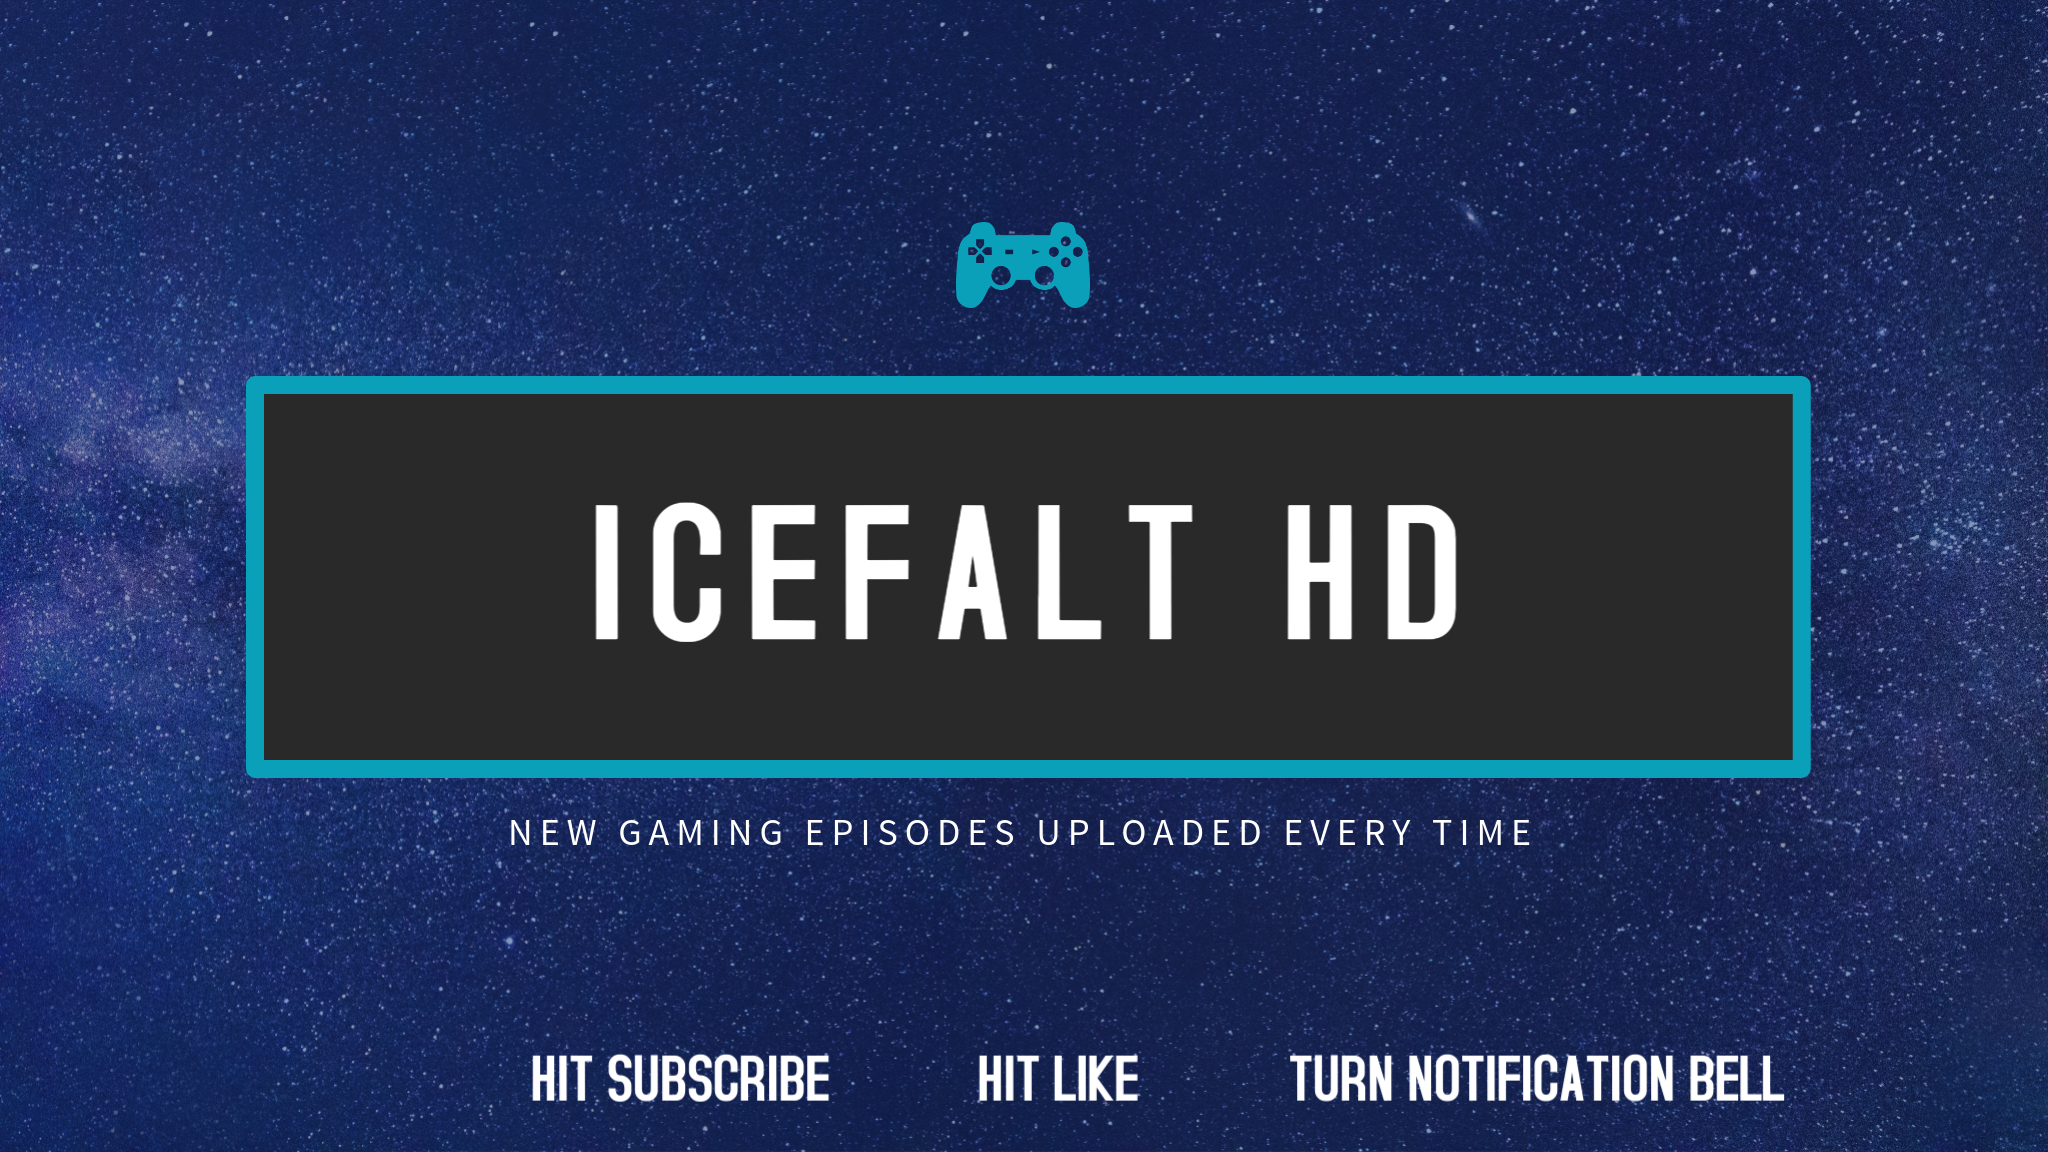 ICEFALT HD
NEW GAMING EPISODES UPLOADED EVERY TIME
HIT SUBSCRIBE HIT LIKE TURN NOTIFICATION BELL